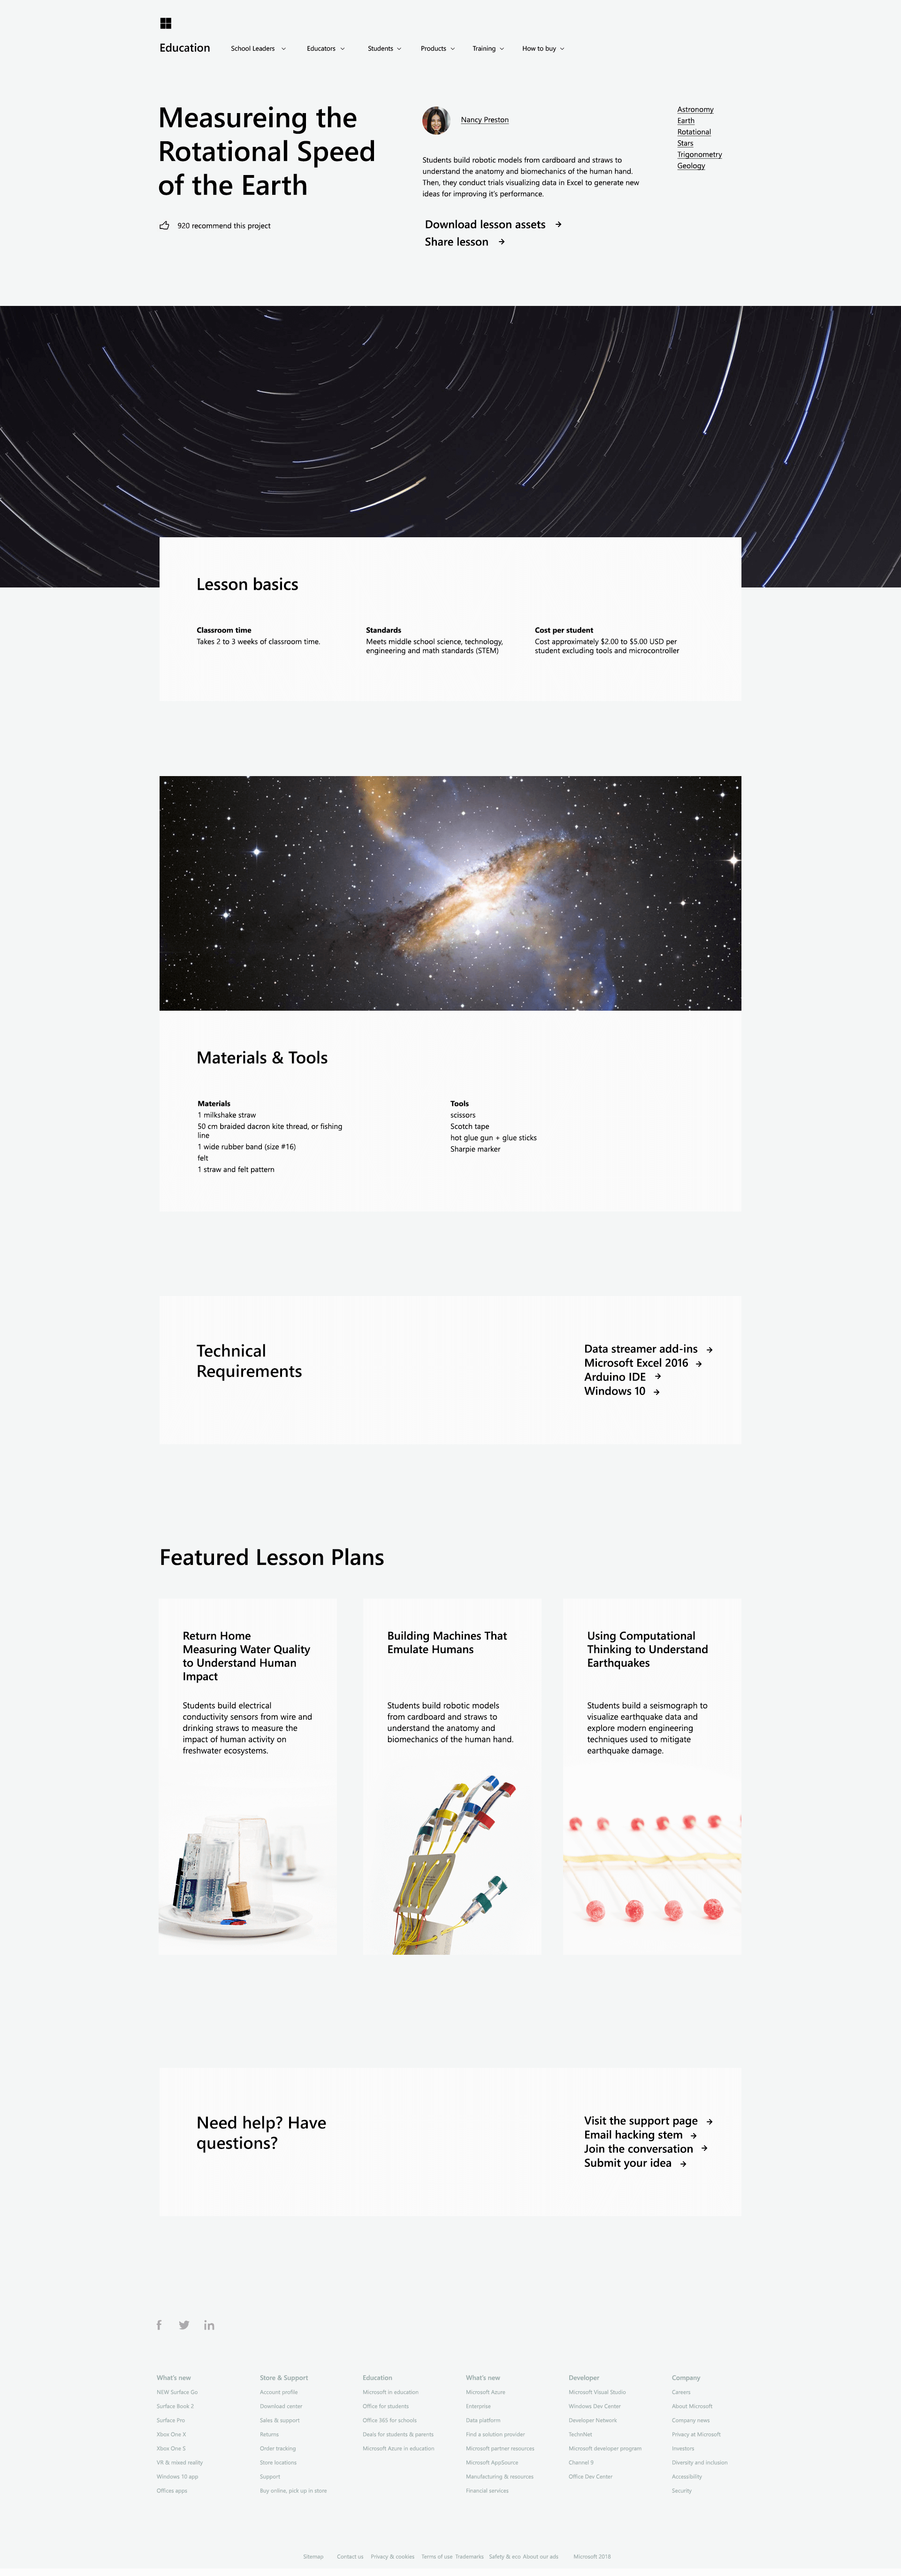 Education
School Leaders
Educators
Students
Products
Training
How to buy
Measureing the
Rotational Speed
of the Earth
920 recommend this project
Nancy Preston
Students build robotic models from cardboard and straws to
understand the anatomy and biomechanics of the human hand.
Then, they conduct trials visualizing data in Excel to generate new
ideas for improving it's performance.
Download lesson assets
Share lesson
Astronomy
Earth
Rotational
Stars
Trigonometry
Geology
Lesson basics
Classroom time
Takes 2 to 3 weeks of classroom time.
Standards
Meets middle school science, technology,
engineering and math standards (STEM)
Cost per student
Cost approximately $2.00 to $5.00 USD per
student excluding tools and microcontroller
Materials & Tools
Materials
1 milkshake straw
50 cm braided dacron kite thread, or fishing
line
1 wide rubber band (size #16)
felt
1 straw and felt pattern
Tools
scissors
Scotch tape
hot glue gun + glue sticks
Sharpie marker
Technical
Requirements
Data streamer add-ins
Microsoft Excel 2016
Arduino IDE
Windows 10
Featured Lesson Plans
Return Home
Measuring Water Quality
to Understand Human
Impact
Students build electrical
conductivity sensors from wire and
drinking straws to measure the
impact of human activity on
freshwater ecosystems.
Building Machines That
Emulate Humans
Students build robotic models
from cardboard and straws to
understand the anatomy and
biomechanics of the human hand.
Using Computational
Thinking to Understand
Earthquakes
Students build a seismograph to
visualize earthquake data and
explore modern engineering
techniques used to mitigate
earthquake damage.
Need help? Have
questions?
Visit the support page
Email hacking stem
Join the conversation
Submit your idea
What's new
NEW Surface Go
Surface Book 2
Surface Pro
Xbox One X
Xbox One S
VR & mixed reality
Windows 10 app
Offices apps
Store & Support
Account profile
Download center
Sales & support
Returns
Order tracking
Store locations
Support
Buy online, pick up in store
Education
Microsoft in education
Office for students
Office 365 for schools
Deals for students & parents
Microsoft Azure in education
What's new
Microsoft Azure
Enterprise
Data platform
Find a solution provider
Microsoft partner resources
Microsoft AppSource
Manufacturing & resources
Financial services
Developer
Microsoft Visual Studio
Windows Dev Center
Developer Network
TechNet
Microsoft developer program
Channel 9
Office Dev Center
Company
Careers
About Microsoft
Company news
Privacy at Microsoft
Investors
Diversity and inclusion
Accessibility
Security
Sitemap
Contact us
Privacy & cookies
Terms of use
Trademarks
Safety & eco
About our ads
Microsoft 2018